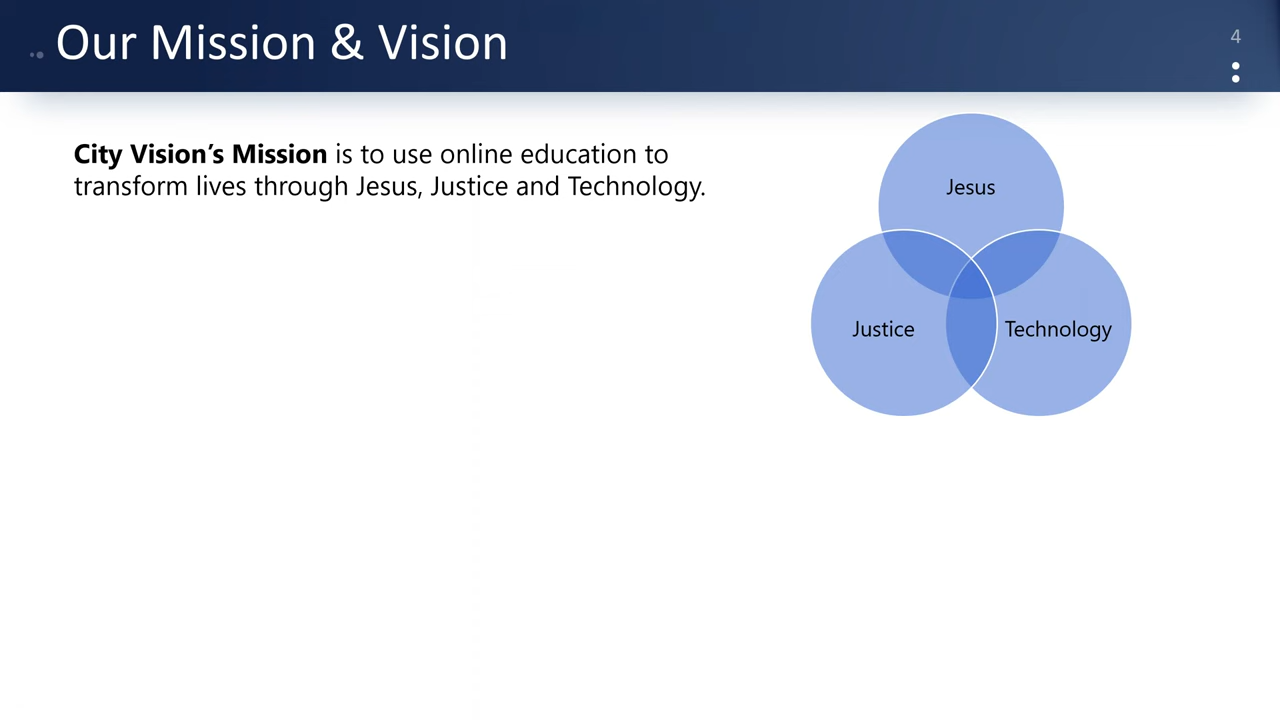 Our Mission & Vision
4
City Vision’s Mission is to use online education to
transform lives through Jesus, Justice and Technology.
Jesus
Justice
Technology